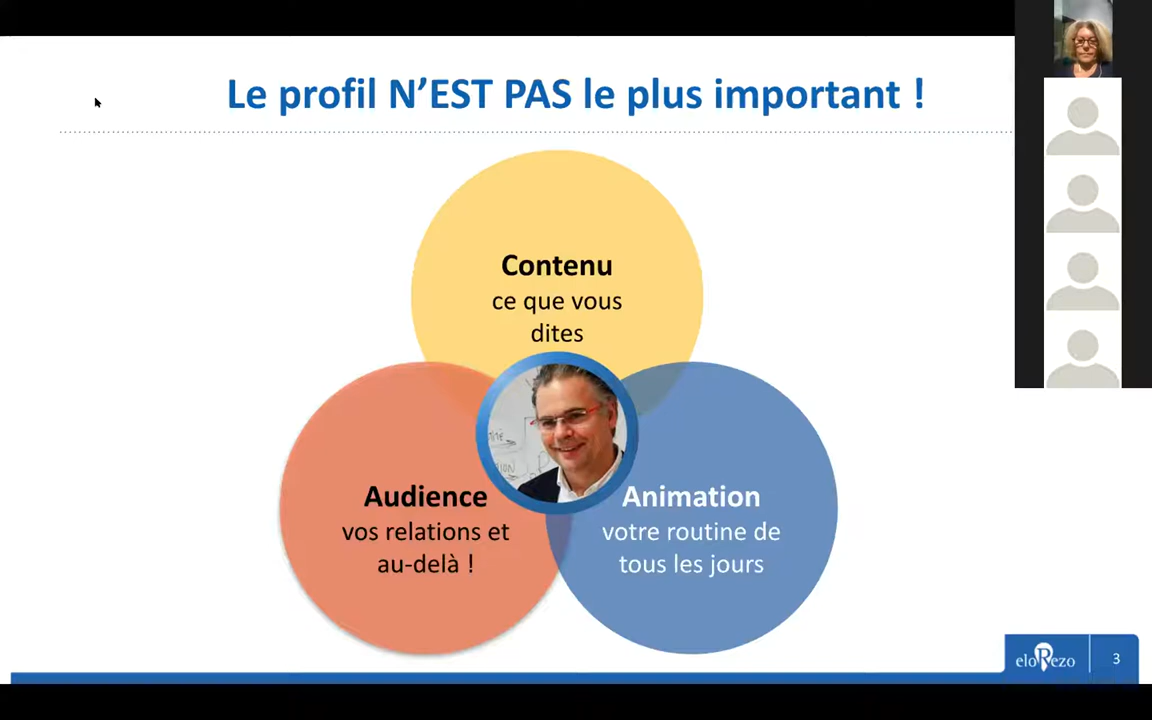 Le profil N’EST PAS le plus important !
Contenu
ce que vous
dites
Audience
vos relations et
au-delà !
Animation
votre routine de
tous les jours
eloRezo
3